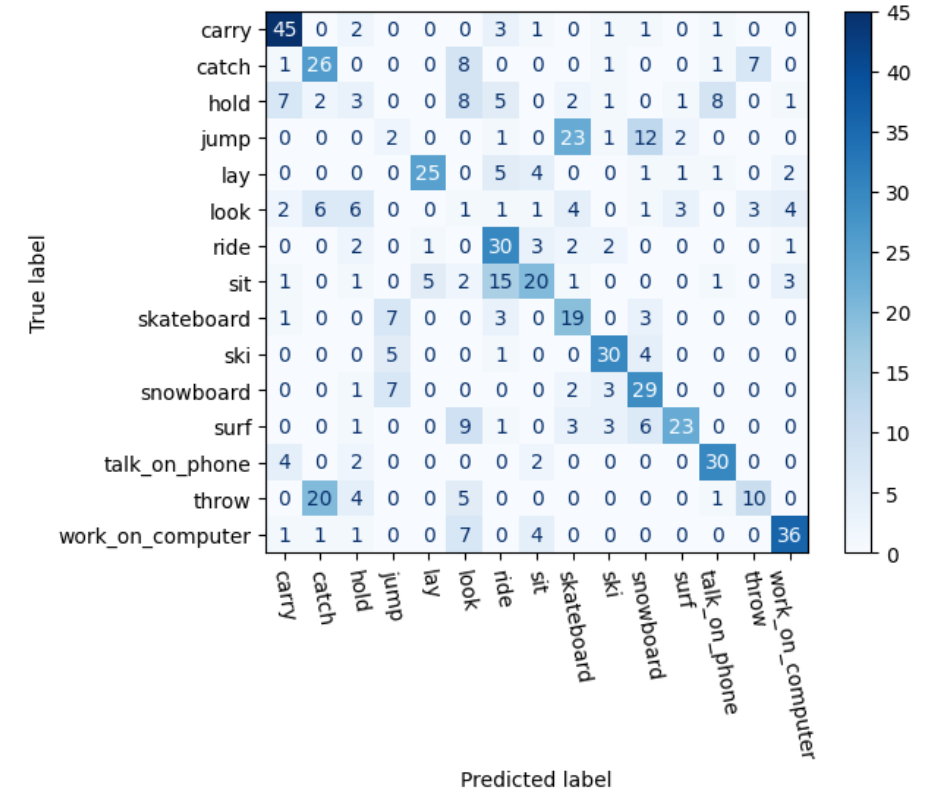 carry 45 0 2 0 0 0 3 1 0 1 1 0 1 0 0
catch 1 26 0 0 0 8 0 0 0 1 0 0 1 7 0
hold 7 2 3 0 0 8 5 0 2 1 0 1 8 0 1
jump 0 0 0 2 0 0 1 0 23 1 12 2 0 0 0
lay 0 0 0 0 25 0 5 4 0 0 1 1 1 0 2
look 2 6 6 0 0 1 1 1 4 0 1 3 0 3 4
ride 0 0 2 0 1 0 30 3 2 2 0 0 0 0 1
sit 1 0 1 0 5 2 15 20 1 0 0 0 1 0 3
skateboard 1 0 0 7 0 0 3 0 19 0 3 0 0 0 0
ski 0 0 0 5 0 0 1 0 0 30 4 0 0 0 0
snowboard 0 0 1 7 0 0 0 0 2 3 29 0 0 0 0
surf 0 0 1 0 0 9 1 0 3 3 6 23 0 0 0
talk_on_phone 4 0 2 0 0 0 0 2 0 0 0 0 30 0 0
throw 0 20 4 0 0 5 0 0 0 0 0 0 1 10 0
work_on_computer 1 1 1 0 0 7 0 4 0 0 0 0 0 0 36
carry catch hold jump lay look ride sit skateboard ski snowboard surf talk_on_phone throw work_on_computer
True label
Predicted label
45
40
35
30
25
20
15
10
5
0